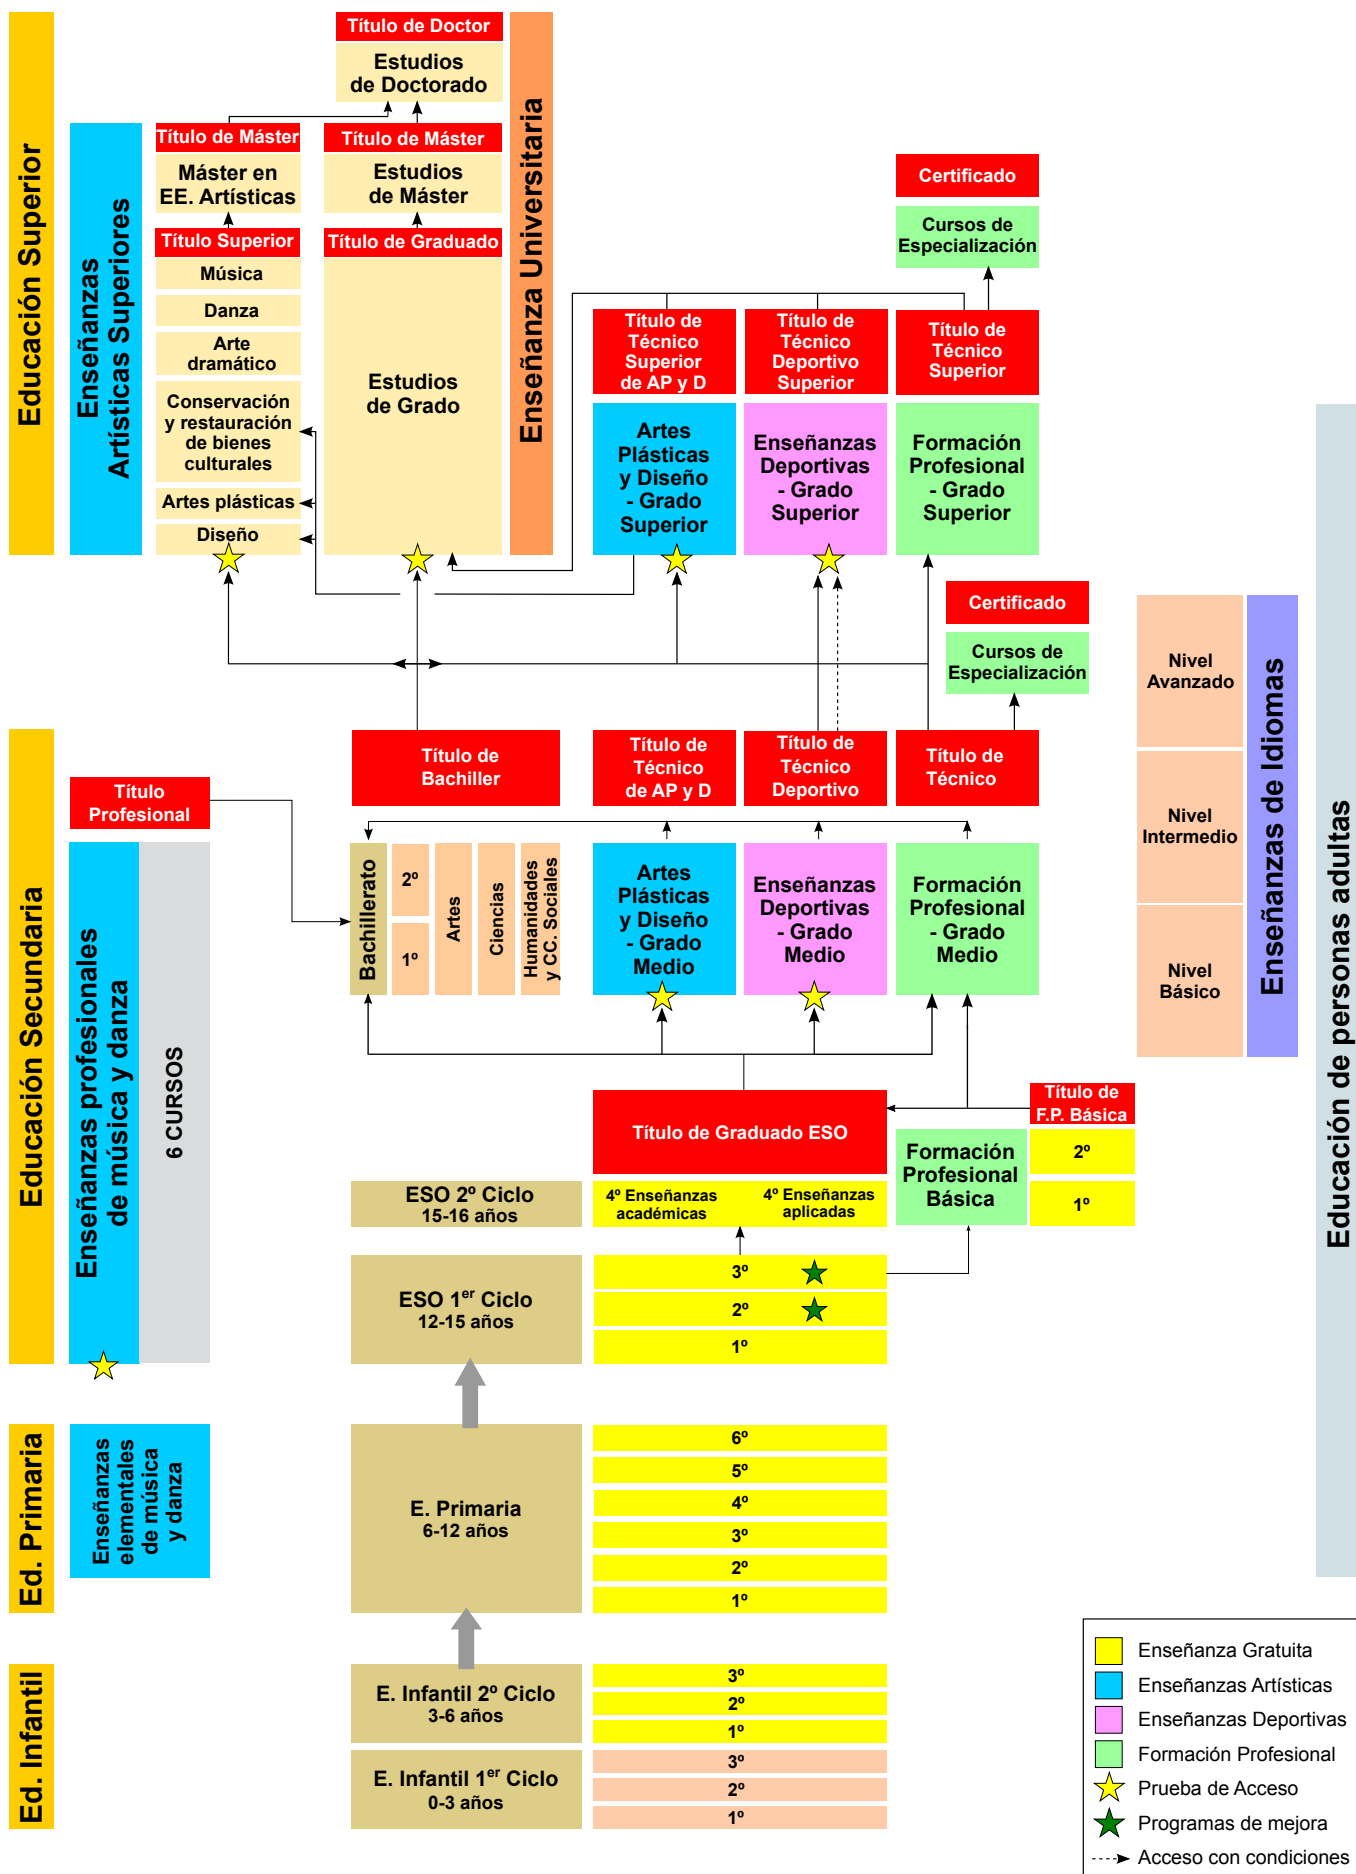 Educación Superior
Enseñanzas
Artísticas Superiores
Título de Doctor
Estudios
de Doctorado
Título de Máster
Máster en
EE. Artísticas
Título Superior
Música
Danza
Arte
dramático
Conservación
y restauración
de bienes
culturales
Artes plásticas
Diseño
Título de Máster
Estudios
de Máster
Título de Graduado
Estudios
de Grado
Enseñanza Universitaria
Título de
Técnico
Superior
de AP y D
Artes
Plásticas
y Diseño
- Grado
Superior
Título de
Técnico
Deportivo
Superior
Enseñanzas
Deportivas
- Grado
Superior
Certificado
Cursos de
Especialización
Título de
Técnico
Superior
Formación
Profesional
- Grado
Superior
Certificado
Cursos de
Especialización
Educación Secundaria
Título
Profesional
Enseñanzas profesionales
de música y danza
6 CURSOS
Título de
Bachiller
Bachillerato
2º
1º
Artes
Ciencias
Humanidades
y CC. Sociales
Título de
Técnico
de AP y D
Artes
Plásticas
y Diseño
- Grado
Medio
Título de
Técnico
Deportivo
Enseñanzas
Deportivas
- Grado
Medio
Título de
Técnico
Formación
Profesional
- Grado
Medio
Nivel
Avanzado
Nivel
Intermedio
Nivel
Básico
Enseñanzas de Idiomas
Educación de personas adultas
Título de Graduado ESO
Título de
F.P. Básica
Formación
Profesional
Básica
2º
1º
ESO 2º Ciclo
15-16 años
4º Enseñanzas
académicas
4º Enseñanzas
aplicadas
ESO 1er Ciclo
12-15 años
3º
2º
1º
Ed. Primaria
Enseñanzas
elementales
de música
y danza
E. Primaria
6-12 años
6º
5º
4º
3º
2º
1º
Ed. Infantil
E. Infantil 2º Ciclo
3-6 años
3º
2º
1º
E. Infantil 1er Ciclo
0-3 años
3º
2º
1º
Enseñanza Gratuita
Enseñanzas Artísticas
Enseñanzas Deportivas
Formación Profesional
Prueba de Acceso
Programas de mejora
Acceso con condiciones